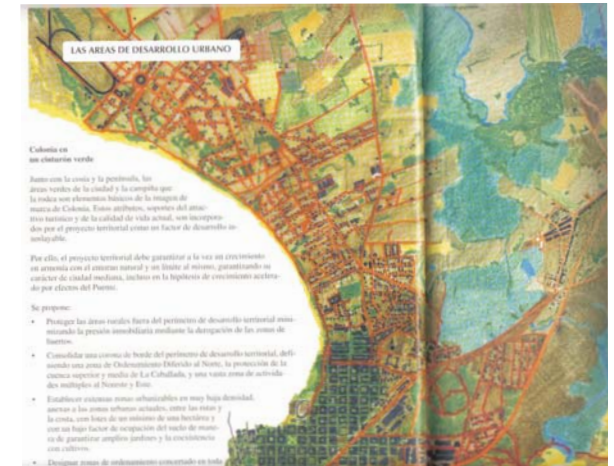 LAS AREAS DE DESARROLLO URBANO
Colonia en
un cinturón verde
Junto con la costa y la península, las
áreas verdes de la ciudad y la campiña que
la rodea son elementos básicos de la imagen de
marca de Colonia. Estos atributos, soportes del atrac-
tivo turístico y de la calidad de vida actual, son incorpora-
dos por el proyecto territorial como un factor de desarrollo in-
soslayable.
Por ello, el proyecto territorial debe garantizar a la vez un crecimiento
en armonía con el entorno natural y un límite al mismo, garantizando su
carácter de ciudad mediana, incluso en la hipótesis de crecimiento acelera-
do por efectos del Puente.
Se propone:
• Proteger las áreas rurales fuera del perímetro de desarrollo territorial mini-
mizando la presión inmobiliaria mediante la derogación de las zonas de
huertos.
• Consolidar una corona de borde del perímetro de desarrollo territorial, defi-
niendo una zona de Ordenamiento Diferido al Norte, la protección de la
cuenca superior y media de La Caballada, y una vasta zona de activida-
des múltiples al Noreste y Este.
• Establecer extensas zonas urbanizables en muy baja densidad,
anexas a las zonas urbanas actuales, entre las rutas y
la costa, con lotes de un mínimo de una hectárea y
con un bajo factor de ocupación del suelo de mane-
ra de garantizar amplios jardines y la coexistencia
con cultivos.
• Designar zonas de ordenamiento concertado en toda